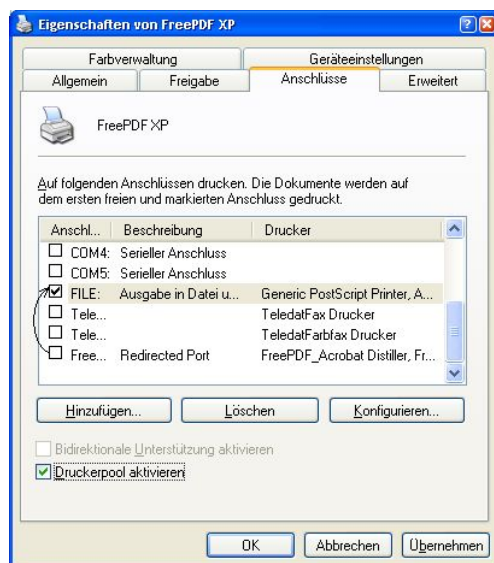 Eigenschaften von FreePDF XP
Farbverwaltung Geräteeinstellungen
Allgemein Freigabe Anschlüsse Erweitert
FreePDF XP
Auf folgenden Anschlüssen drucken. Die Dokumente werden auf
dem ersten freien und markierten Anschluss gedruckt.
Anschl... Beschreibung Drucker
COM4: Serieller Anschluss
COM5: Serieller Anschluss
FILE: Ausgabe in Datei u... Generic PostScript Printer, A...
Tele... TeledatFax Drucker
Tele... TeledatFarbfax Drucker
Free... Redirected Port FreePDF_Acrobat Distiller, Fr...
Hinzufügen... Löschen Konfigurieren...
Bidirektionale Unterstützung aktivieren
Druckerpool aktivieren
OK Abbrechen Übernehmen